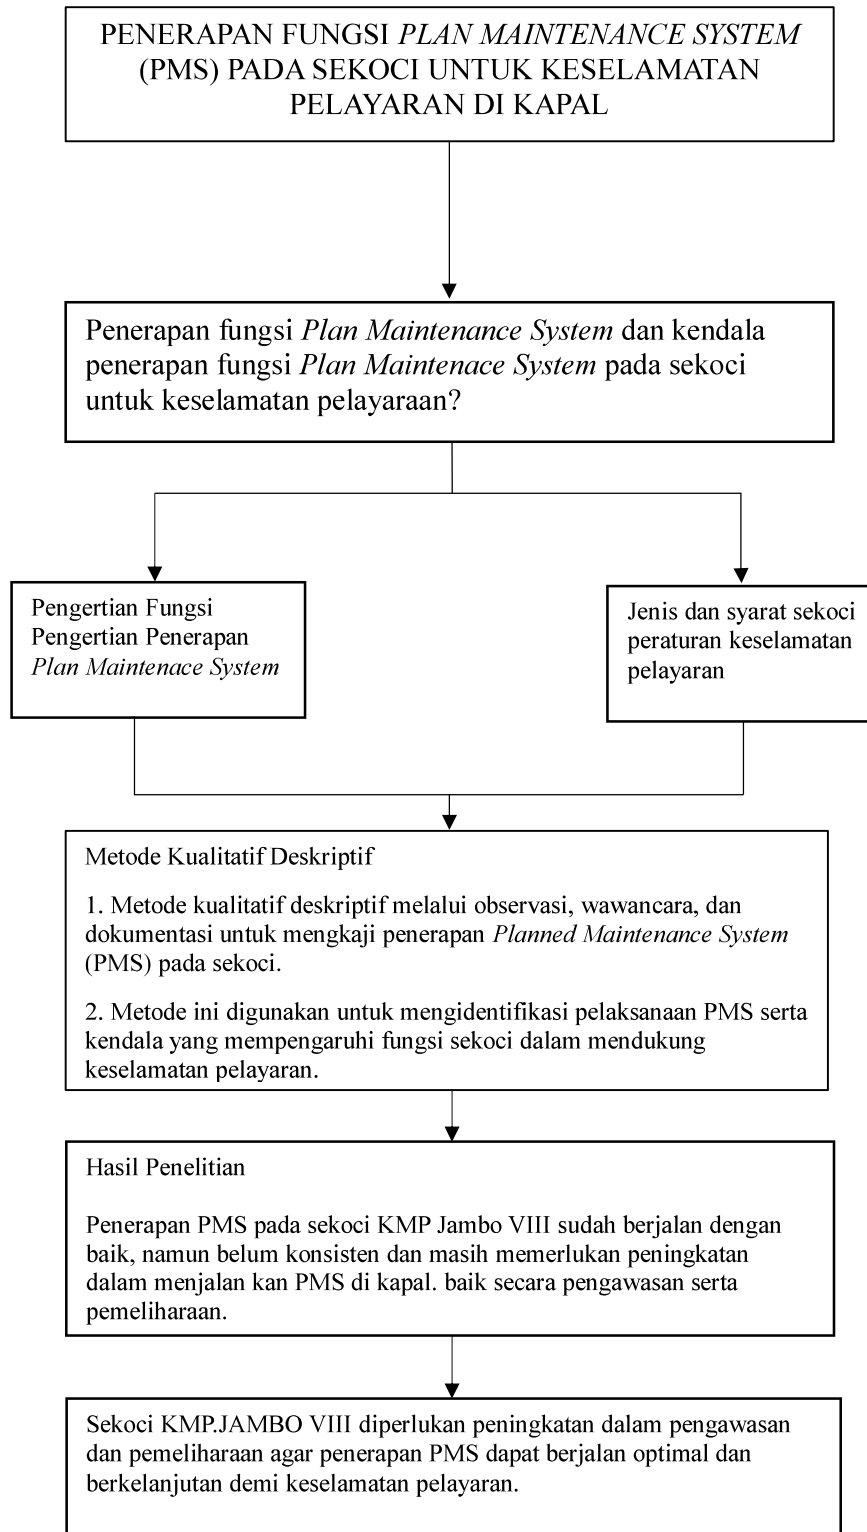 PENERAPAN FUNGSI PLAN MAINTENANCE SYSTEM
(PMS) PADA SEKOCI UNTUK KESELAMATAN
PELAYARAN DI KAPAL
Penerapan fungsi Plan Maintenance System dan kendala
penerapan fungsi Plan Maintenace System pada sekoci
untuk keselamatan pelayaraan?
Pengertian Fungsi
Pengertian Penerapan
Plan Maintenace System
Jenis dan syarat sekoci
peraturan keselamatan
pelayaran
Metode Kualitatif Deskriptif
1. Metode kualitatif deskriptif melalui observasi, wawancara, dan
dokumentasi untuk mengkaji penerapan Planned Maintenance System
(PMS) pada sekoci.
2. Metode ini digunakan untuk mengidentifikasi pelaksanaan PMS serta
kendala yang mempengaruhi fungsi sekoci dalam mendukung
keselamatan pelayaran.
Hasil Penelitian
Penerapan PMS pada sekoci KMP Jambo VIII sudah berjalan dengan
baik, namun belum konsisten dan masih memerlukan peningkatan
dalam menjalan kan PMS di kapal. baik secara pengawasan serta
pemeliharaan.
Sekoci KMP.JAMBO VIII diperlukan peningkatan dalam pengawasan
dan pemeliharaan agar penerapan PMS dapat berjalan optimal dan
berkelanjutan demi keselamatan pelayaran.